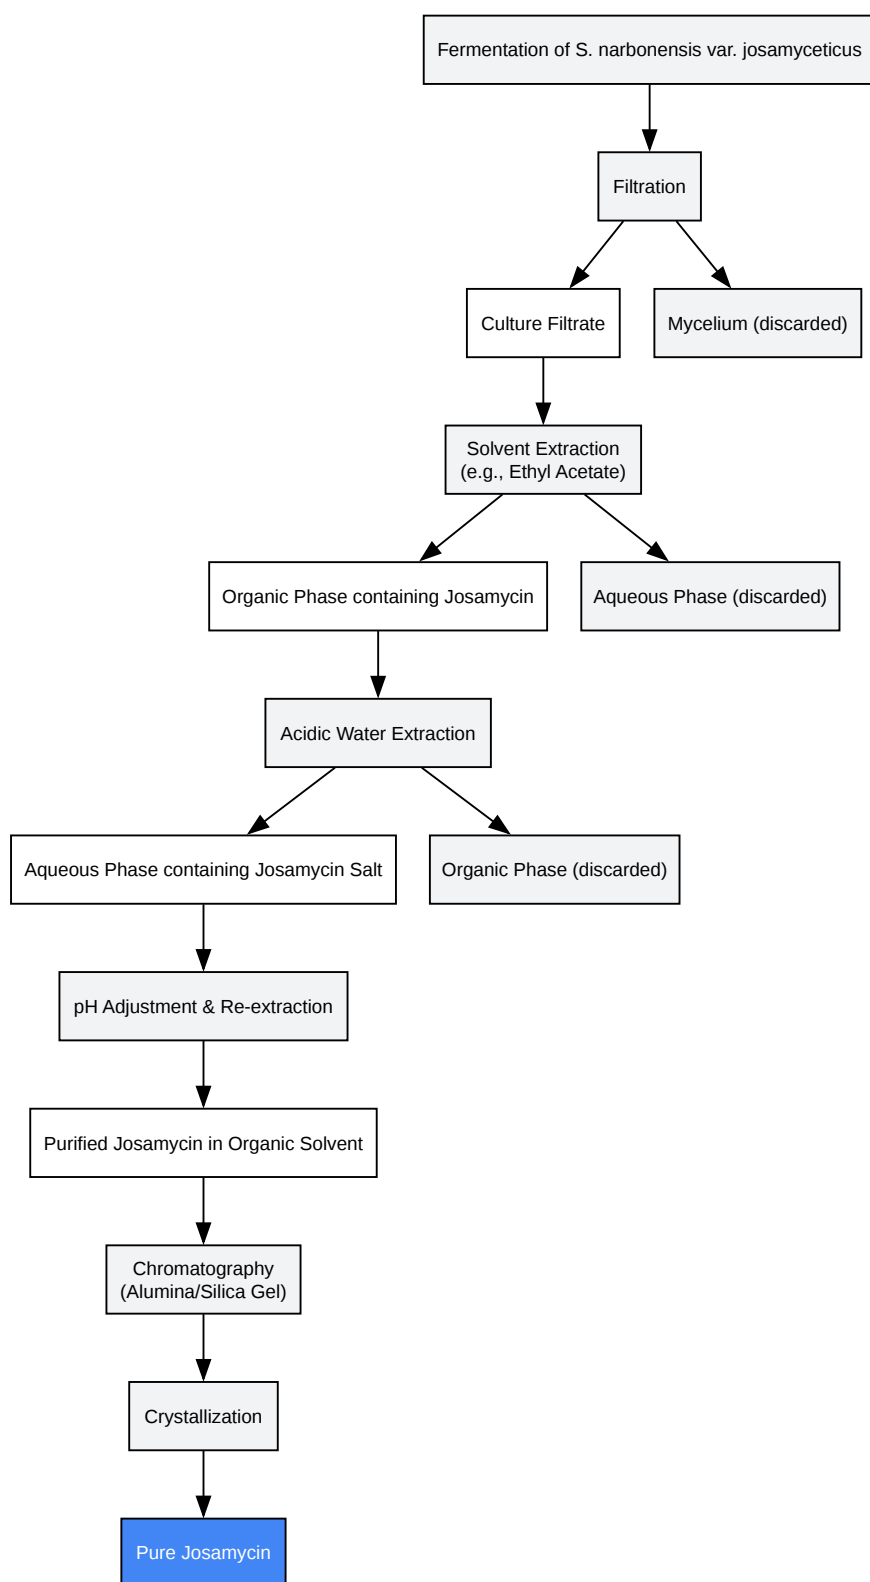 Fermentation of S. narbonensis var. josamyceticus
Filtration
Culture Filtrate
Mycelium (discarded)
Solvent Extraction
(e.g., Ethyl Acetate)
Organic Phase containing Josamycin
Aqueous Phase (discarded)
Acidic Water Extraction
Aqueous Phase containing Josamycin Salt
Organic Phase (discarded)
pH Adjustment & Re-extraction
Purified Josamycin in Organic Solvent
Chromatography
(Alumina/Silica Gel)
Crystallization
Pure Josamycin